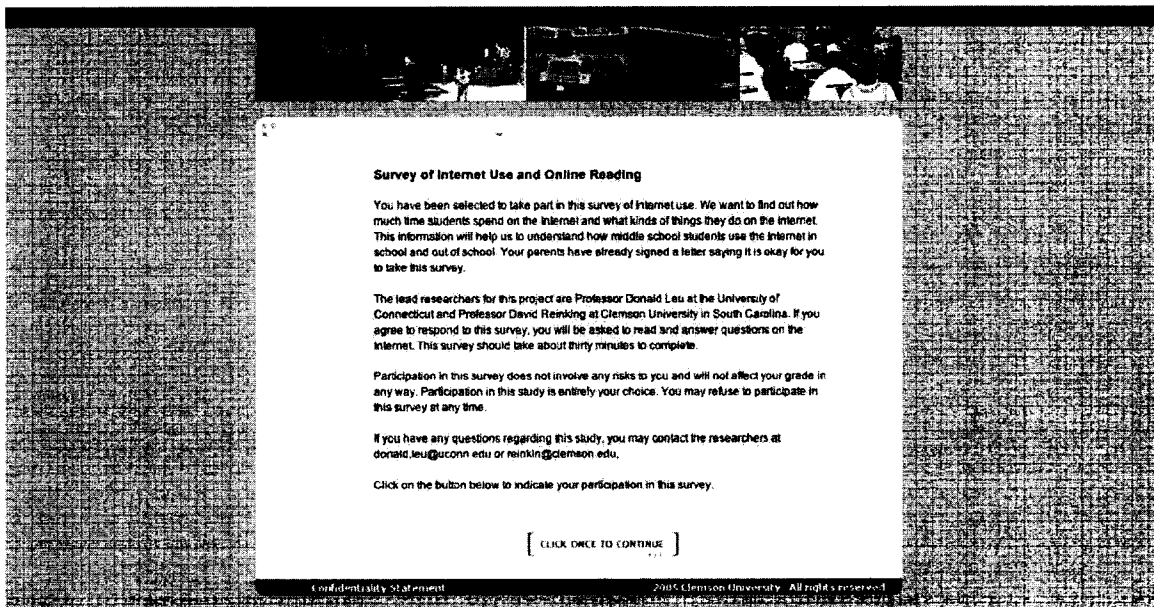 Survey of Internet Use and Online Reading
You have been selected to take part in this survey of Internet use. We want to find out how
much time students spend on the Internet and what kinds of things they do on the Internet.
This information will help us to understand how middle school students use the Internet in
school and out of school. Your parents have already signed a letter saying it is okay for you
to take this survey.
The lead researchers for this project are Professor Donald Leu at the University of
Connecticut and Professor David Reinking at Clemson University in South Carolina. If you
agree to respond to this survey, you will be asked to read and answer questions on the
Internet. This survey should take about thirty minutes to complete.
Participation in this survey does not involve any risks to you and will not affect your grade in
any way. Participation in this study is entirely your choice. You may refuse to participate in
this survey at any time.
If you have any questions regarding this study, you may contact the researchers at
donald.leu@uconn.edu or reinkin@clemson.edu.
Click on the button below to indicate your participation in this survey.
[ CLICK ONCE TO CONTINUE ]
Confidentiality Statement
2005 Clemson University All rights reserved